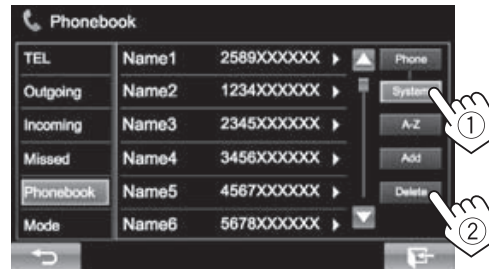 Phonebook
TEL Name1 2589XXXXXX Phone
Outgoing Name2 1234XXXXXX System
Incoming Name3 2345XXXXXX A-Z
Missed Name4 3456XXXXXX Add
Phonebook Name5 4567XXXXXX Delete
Mode Name6 5678XXXXXX
1
2